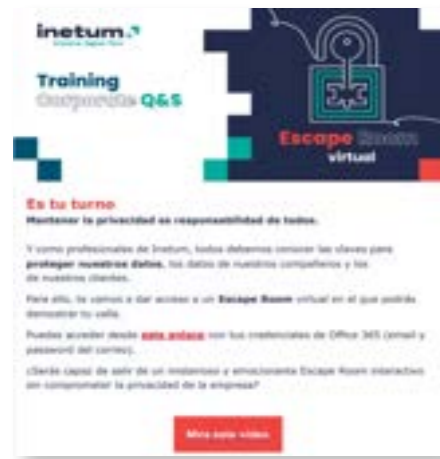 inetum.
Training
Corporate Q&S
Escape Room
virtual
Es tu turno
Mantener la privacidad es responsabilidad de todos.
Y como profesionales de Inetum, todos debemos conocer las claves para
proteger nuestros datos, los datos de nuestros compañeros y los
de nuestros clientes.
Para ello, te vamos a dar acceso a un Escape Room virtual en el que podrás
demostrar tu valía.
Puedes acceder desde este enlace con tus credenciales de Office 365 (email y
password del correo).
¿Serás capaz de salir de un misterioso y emocionante Escape Room interactivo
sin comprometer la privacidad de la empresa?
Mira este vídeo